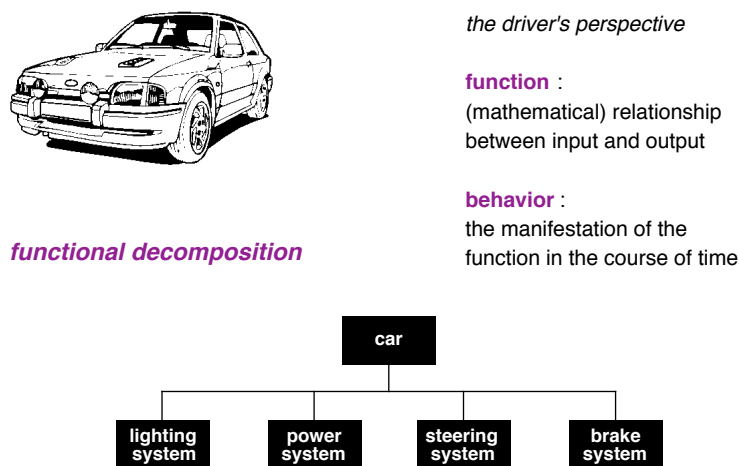 the driver's perspective
function :
(mathematical) relationship
between input and output
behavior :
the manifestation of the
function in the course of time
functional decomposition
car
lighting
system
power
system
steering
system
brake
system